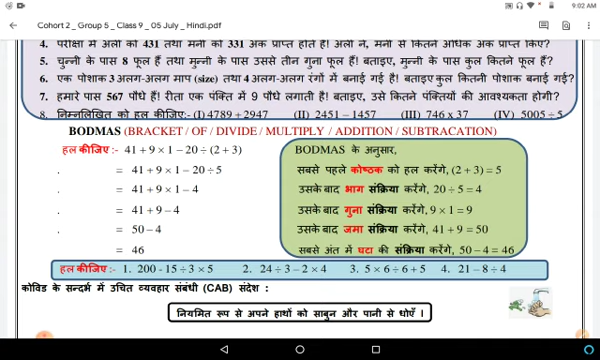 9:02 AM
Cohort 2 _ Group 5 _ Class 9 _ 05 July _ Hindi.pdf
4. परीक्षा में अली को 431 तथा मनी को 331 अंक प्राप्त होते हैं! अली ने, मनी से कितने अधिक अंक प्राप्त किए?
5. चुन्नी के पास 8 फूल हैं तथा मुन्नी के पास उससे तीन गुना फूल हैं! बताइए, मुन्नी के पास कुल कितने फूल हैं?
6. एक पोशाक 3 अलग-अलग माप (size) तथा 4 अलग-अलग रंगों में बनाई गई है! बताइए कुल कितनी पोशाक बनाई गई?
7. हमारे पास 567 पौधे हैं! रीता एक पंक्ति में 9 पौधे लगाती है! बताइए, उसे कितने पंक्तियों की आवश्यकता होगी?
8. निम्नलिखित को हल कीजिए:- (I) 4789 + 2947 (II) 2451 – 1457 (III) 746 x 37 (IV) 5005 ÷ 5
BODMAS (BRACKET / OF / DIVIDE / MULTIPLY / ADDITION / SUBTRACATION)
हल कीजिए :- 41 + 9 × 1 – 20 ÷ (2 + 3)
. = 41 + 9 × 1 – 20 ÷ 5
. = 41 + 9 × 1 – 4
. = 41 + 9 – 4
. = 50 – 4
= 46
BODMAS के अनुसार,
सबसे पहले कोष्ठक को हल करेंगे, (2 + 3) = 5
उसके बाद भाग संक्रिया करेंगे, 20 ÷ 5 = 4
उसके बाद गुना संक्रिया करेंगे, 9 × 1 = 9
उसके बाद जमा संक्रिया करेंगे, 41 + 9 = 50
सबसे अंत में घटा की संक्रिया करेंगे, 50 – 4 = 46
हल कीजिए :- 1. 200 - 15 ÷ 3 × 5 2. 24 ÷ 3 – 2 × 4 3. 5 × 6 ÷ 6 + 5 4. 21 – 8 ÷ 4
कोविड के सन्दर्भ में उचित व्यवहार संबंधी (CAB) संदेश :
नियमित रूप से अपने हाथों को साबुन और पानी से धोएँ ।